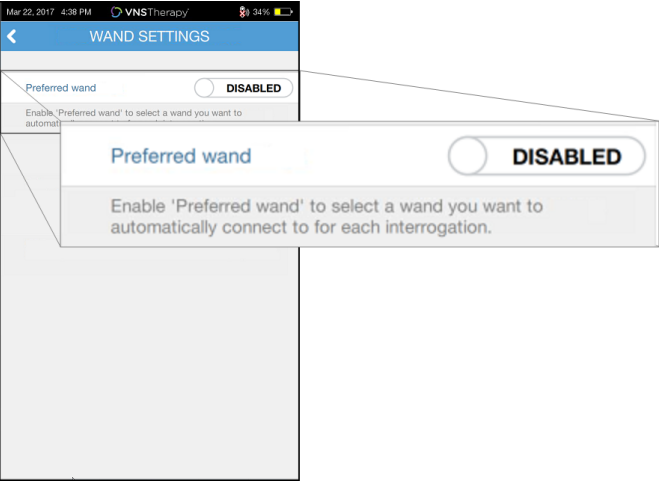 Mar 22, 2017 4:38 PM VNSTherapy 34%
WAND SETTINGS
Preferred wand DISABLED
Enable 'Preferred wand' to select a wand you want to
automati
Preferred wand DISABLED
Enable 'Preferred wand' to select a wand you want to
automatically connect to for each interrogation.